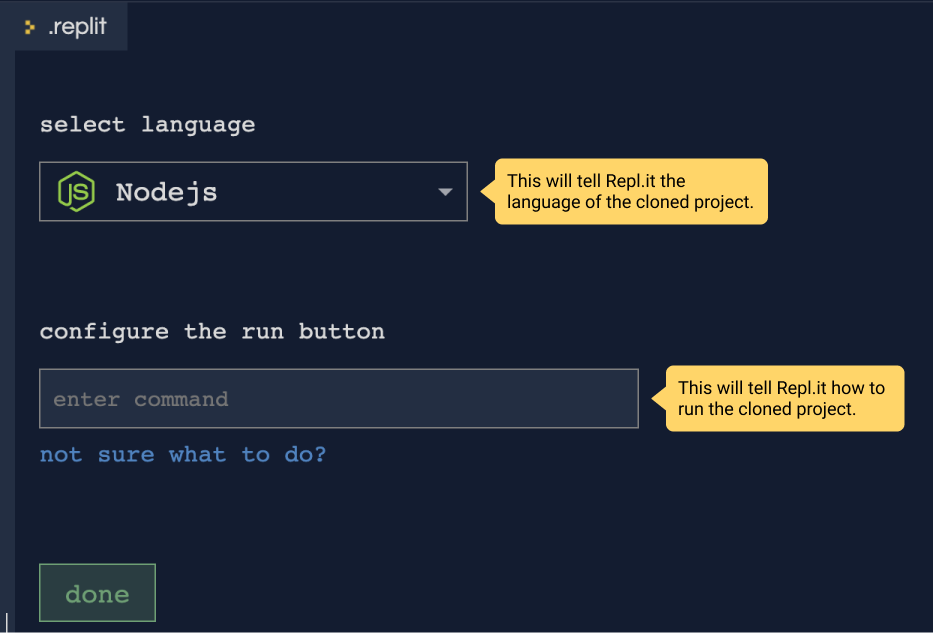 .replit
select language
JS Nodejs
This will tell Repl.it the
language of the cloned project.
configure the run button
enter command
This will tell Repl.it how to
run the cloned project.
not sure what to do?
done